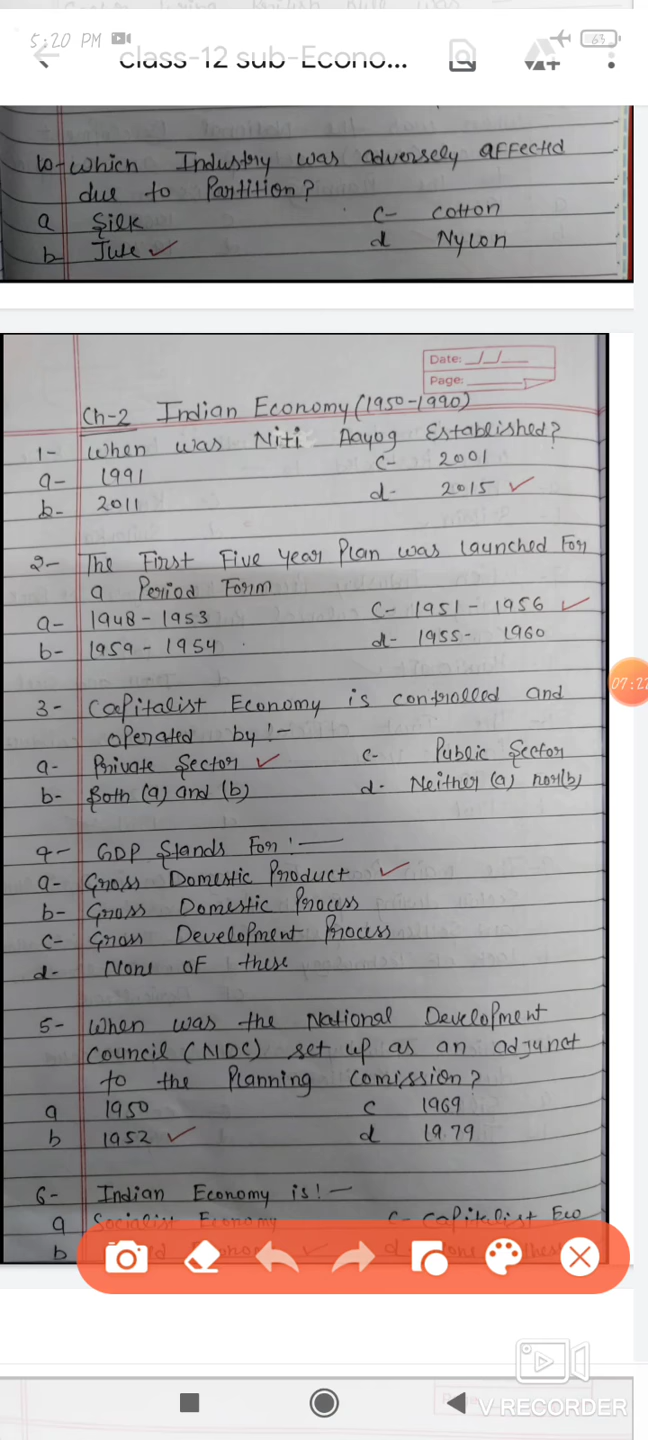 5:20 PM
63
class-12 sub-Econo...
10- which Industry was adversely affected
due to Partition?
a Silk c- cotton
b Jute d Nylon
Date: __/__/__
Page:
Ch-2 Indian Economy (1950-1990)
1- When was Niti Aayog Established?
a- 1991 c- 2001
b- 2011 d- 2015
2- The First Five year Plan was launched For
a Period Form
a- 1948 - 1953 c- 1951 - 1956
b- 1959 - 1954 d- 1955- 1960
3- Capitalist Economy is controlled and
operated by :-
a- Private Sector c- Public Sector
b- Both (a) and (b) d- Neither (a) nor (b)
4- GDP Stands For :-
a- Gross Domestic Product
b- Gross Domestic Process
c- Gross Development Process
d- None of these
5- When was the National Development
Council (NDC) set up as an adjunct
to the Planning Comission?
a 1950 c 1969
b 1952 d 1979
07:22
6- Indian Economy is :-
a Socialist Economy c- Capitalist Eco
b d
V RECORDER